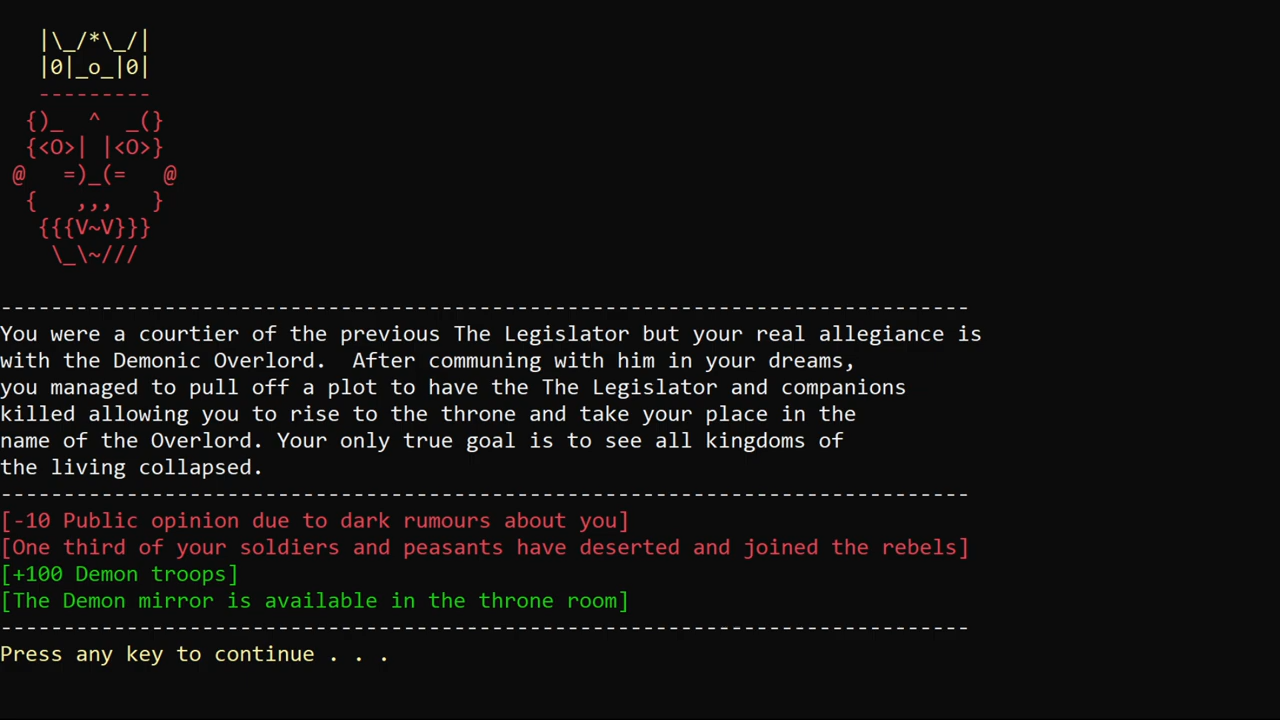 |\_/*\_/|
|0|_o_|0|
---------
{)_  ^  _(}
{<O>| |<O>}
@   =)_(=   @
{   ,,,   }
{{{V~V}}}
\_\~///
-----------------------------------------------------------------------------
You were a courtier of the previous The Legislator but your real allegiance is
with the Demonic Overlord.  After communing with him in your dreams,
you managed to pull off a plot to have the The Legislator and companions
killed allowing you to rise to the throne and take your place in the
name of the Overlord. Your only true goal is to see all kingdoms of
the living collapsed.
-----------------------------------------------------------------------------
[-10 Public opinion due to dark rumours about you]
[One third of your soldiers and peasants have deserted and joined the rebels]
[+100 Demon troops]
[The Demon mirror is available in the throne room]
-----------------------------------------------------------------------------
Press any key to continue . . .